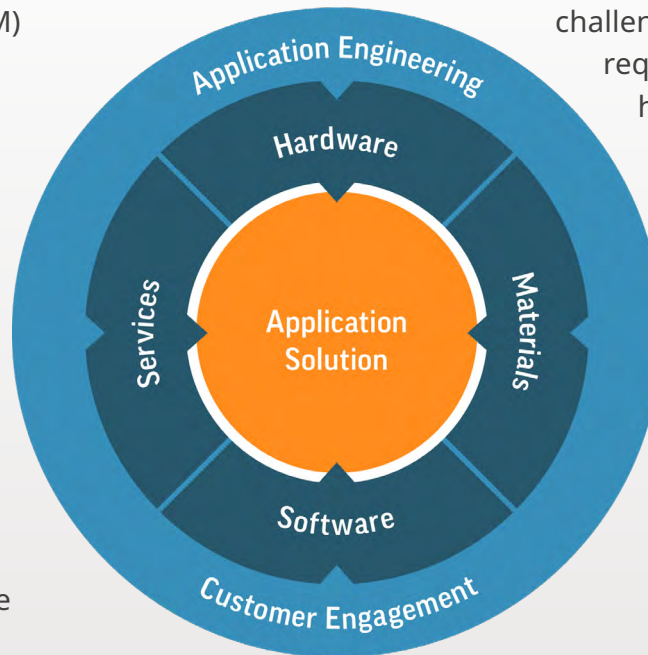 M)
challen
req
h
Application Engineering
Hardware
Services
Materials
Application
Solution
Software
Customer Engagement
e